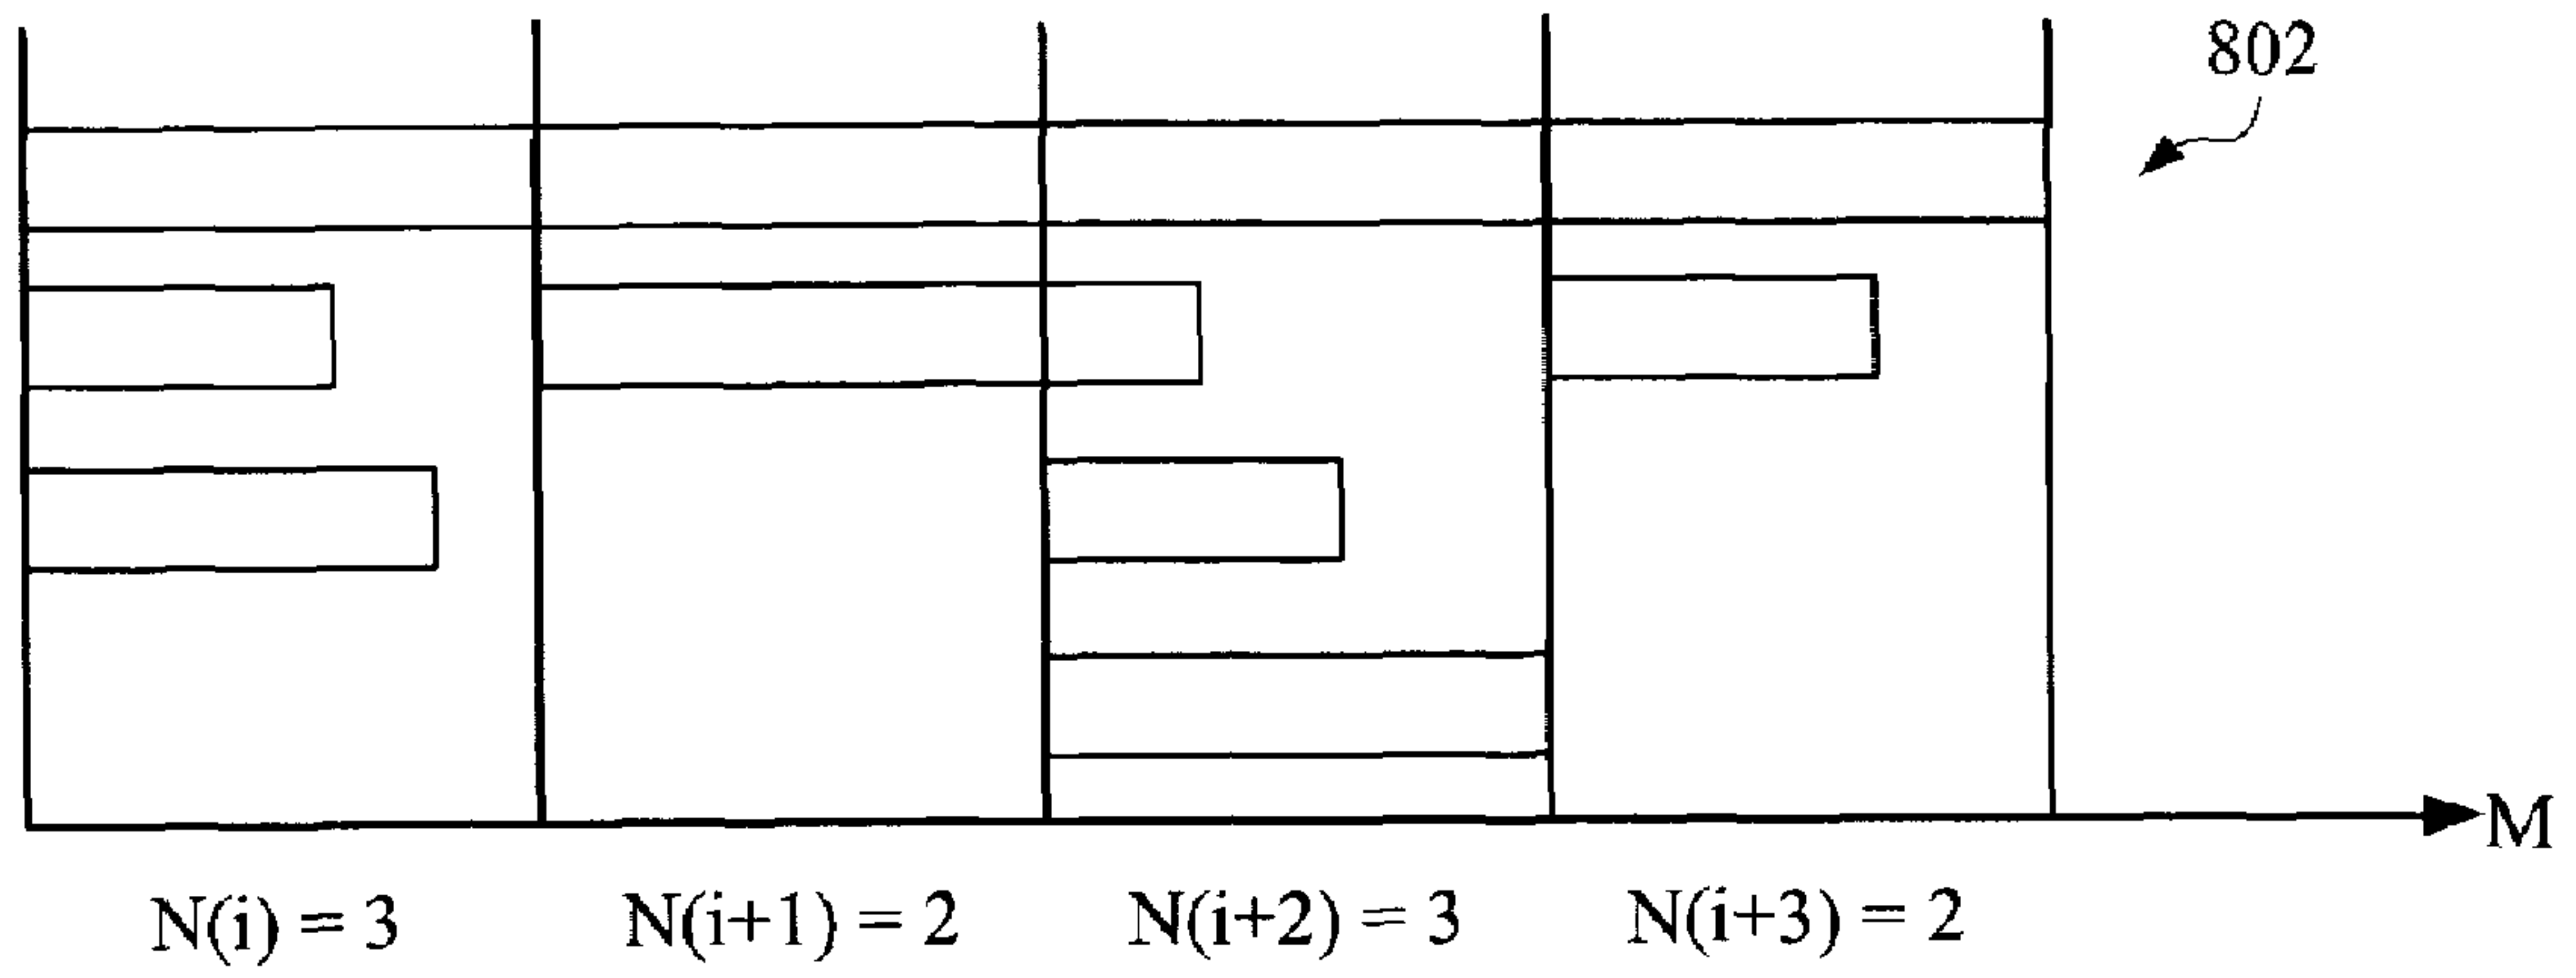 802
M
N(i) = 3 N(i+1) = 2 N(i+2) = 3 N(i+3) = 2